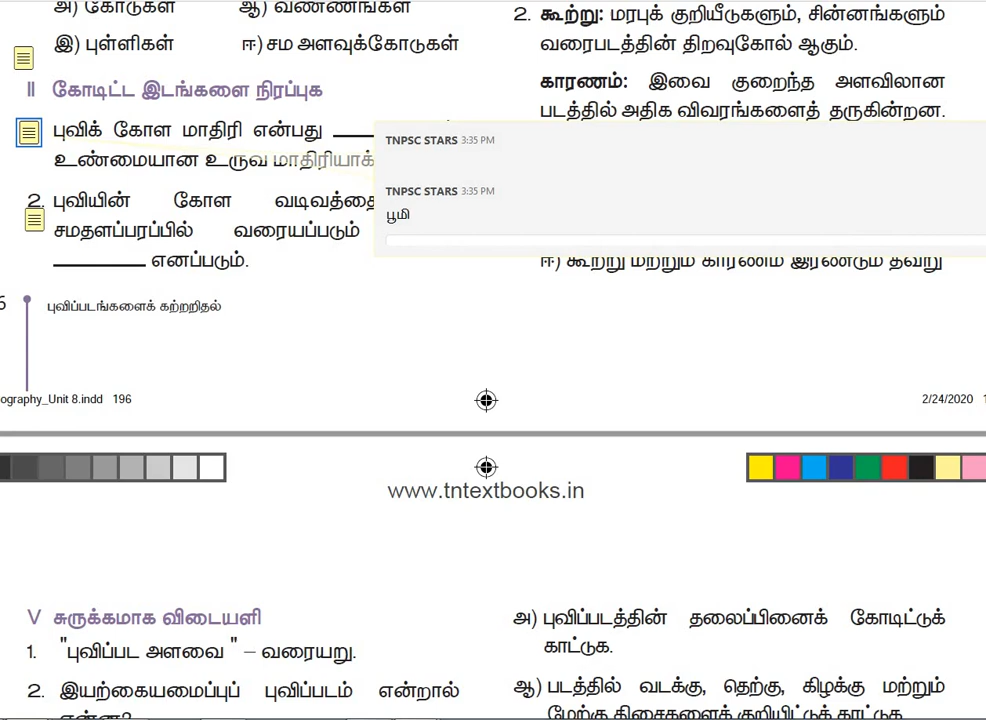 அ) கோடுகள்
ஆ) வண்ணங்கள்
இ) புள்ளிகள்
ஈ) சம அளவுக்கோடுகள்
II கோடிட்ட இடங்களை நிரப்புக
புவிக் கோள மாதிரி என்பது
உண்மையான உருவ மாதிரியாக்
2. புவியின் கோள வடிவத்தை
சமதளப்பரப்பில் வரையப்படும்
எனப்படும்.
2. கூற்று: மரபுக் குறியீடுகளும், சின்னங்களும்
வரைபடத்தின் திறவுகோல் ஆகும்.
காரணம்: இவை குறைந்த அளவிலான
படத்தில் அதிக விவரங்களைத் தருகின்றன.
TNPSC STARS 3:35 PM
TNPSC STARS 3:35 PM
பூமி
ஈ) கூற்று மற்றும் காரணம் இரண்டும் தவறு
6 புவிப்படங்களைக் கற்றறிதல்
ography_Unit 8.indd 196
2/24/2020
www.tntextbooks.in
V சுருக்கமாக விடையளி
1. "புவிப்பட அளவை " – வரையறு.
2. இயற்கையமைப்புப் புவிப்படம் என்றால்
என்ன?
அ) புவிப்படத்தின் தலைப்பினைக் கோடிட்டுக்
காட்டுக.
ஆ) படத்தில் வடக்கு, தெற்கு, கிழக்கு மற்றும்
மேற்கு திசைகளைக் குறியிட்டுக் காட்டுக.